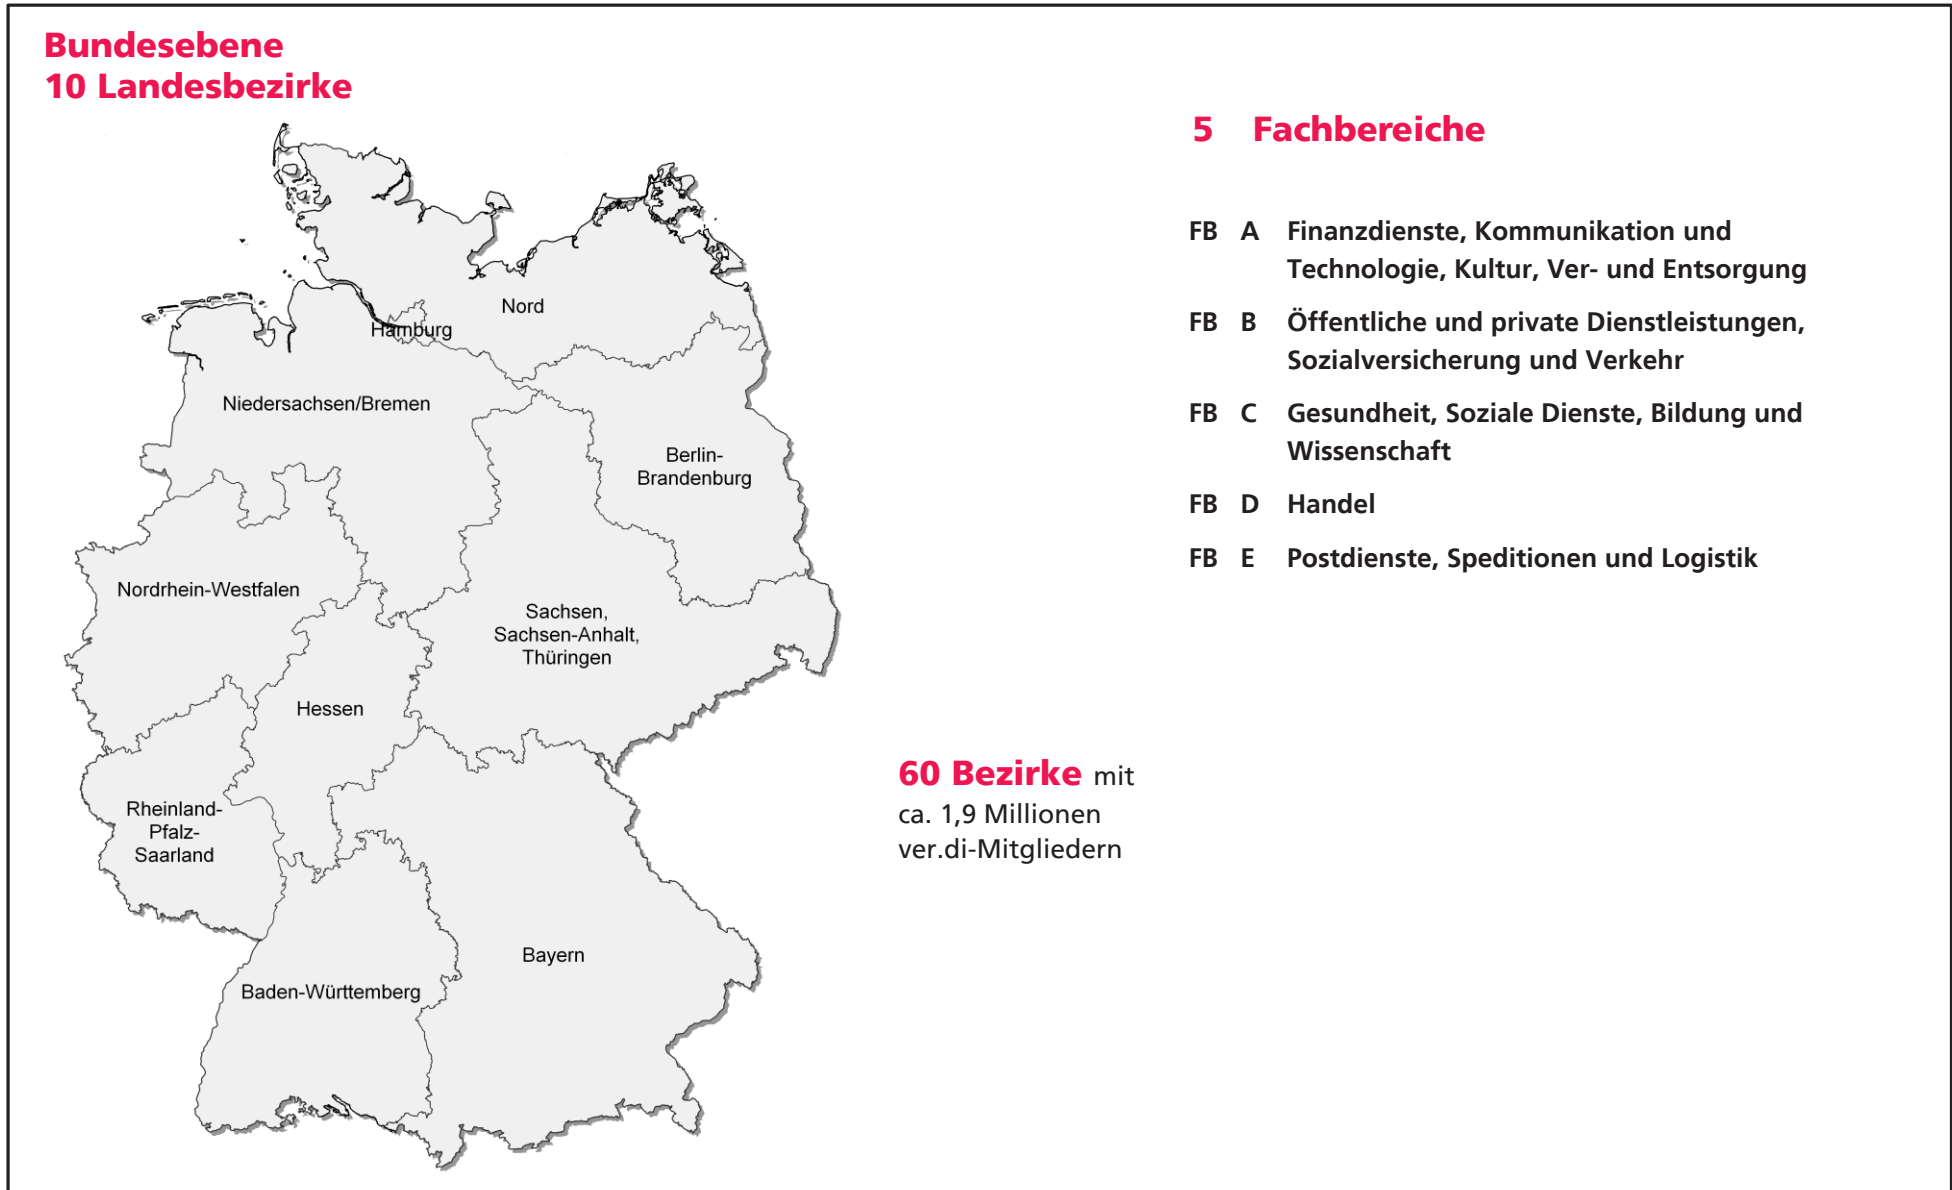 Bundesebene
10 Landesbezirke
Nord
Hamburg
Niedersachsen/Bremen
Berlin-
Brandenburg
Nordrhein-Westfalen
Sachsen,
Sachsen-Anhalt,
Thüringen
Hessen
Rheinland-
Pfalz-
Saarland
Bayern
Baden-Württemberg
60 Bezirke mit
ca. 1,9 Millionen
ver.di-Mitgliedern
5 Fachbereiche
FB A Finanzdienste, Kommunikation und
Technologie, Kultur, Ver- und Entsorgung
FB B Öffentliche und private Dienstleistungen,
Sozialversicherung und Verkehr
FB C Gesundheit, Soziale Dienste, Bildung und
Wissenschaft
FB D Handel
FB E Postdienste, Speditionen und Logistik